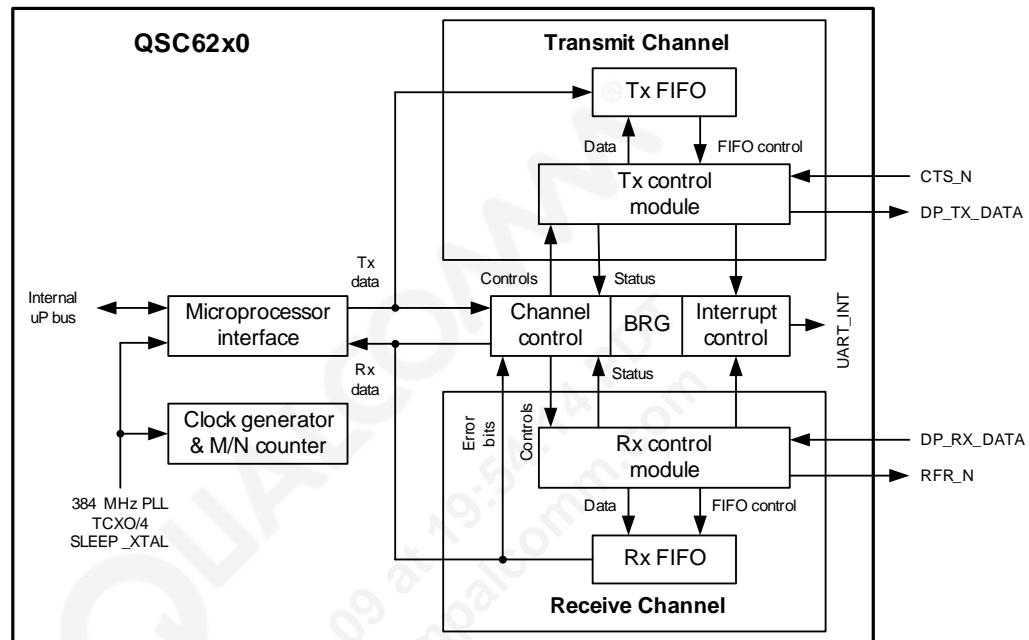 QSC62x0
Transmit Channel
Tx FIFO
Data
FIFO control
Tx control
module
CTS_N
DP_TX_DATA
Tx
data
Controls
Status
Internal
uP bus
Microprocessor
interface
Channel
control
BRG
Interrupt
control
UART_INT
Rx
data
Status
Clock generator
& M/N counter
Error
bits
Controls
Rx control
module
DP_RX_DATA
RFR_N
384 MHz PLL
TCXO/4
SLEEP_XTAL
Data
FIFO control
Rx FIFO
Receive Channel
QUALCOMM®